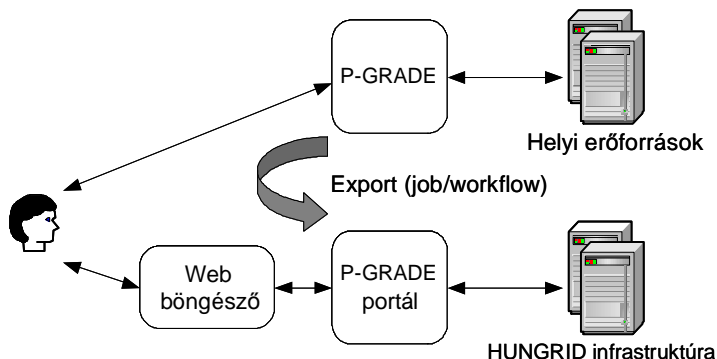 P-GRADE
Helyi erőforrások
Export (job/workflow)
Web
böngésző
P-GRADE
portál
HUNGRID infrastruktúra